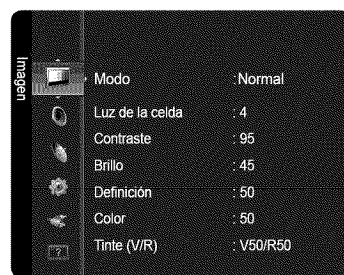 Imagen
Modo :Normal
Luz de la celda : 4
Contraste : 95
Brillo : 45
Definición : 50
Color : 50
Tinte (V/R) : V50/R50
?